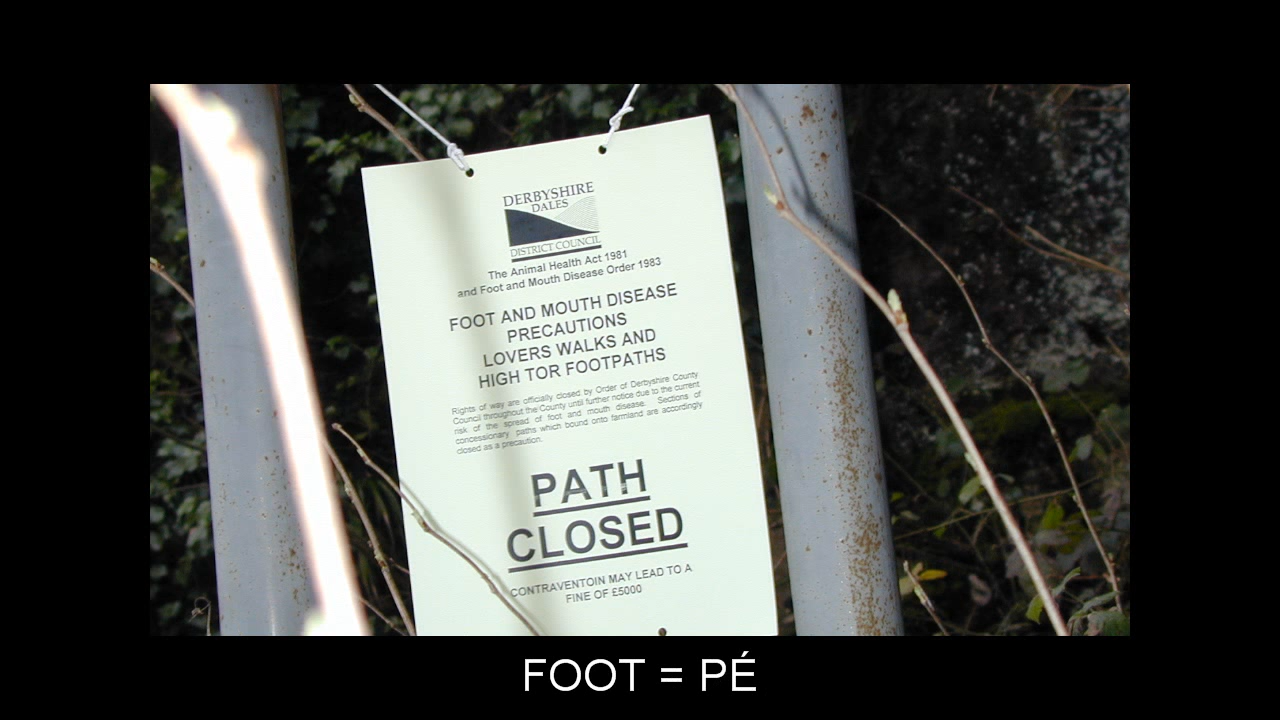 DERBYSHIRE
DALES
DISTRICT COUNCIL
The Animal Health Act 1981
and Foot and Mouth Disease Order 1983
FOOT AND MOUTH DISEASE
PRECAUTIONS
LOVERS WALKS AND
HIGH TOR FOOTPATHS
Rights of way are officially closed by Order of Derbyshire County
Council throughout the County until further notice due to the current
risk of the spread of foot and mouth disease. Sections of
concessionary paths which bound onto farmland are accordingly
closed as a precaution.
PATH
CLOSED
CONTRAVENTOIN MAY LEAD TO A
FINE OF £5000
FOOT = PÉ